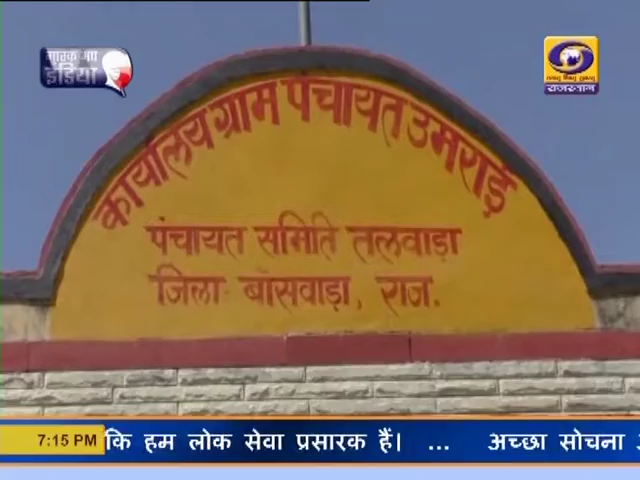 इंडिया
राजस्थान
कार्यालय ग्राम पंचायत उमराई
पंचायत समिति तलवाड़ा
जिला बांसवाड़ा, राज.
7:15 PM कि हम लोक सेवा प्रसारक हैं। ... अच्छा सोचना